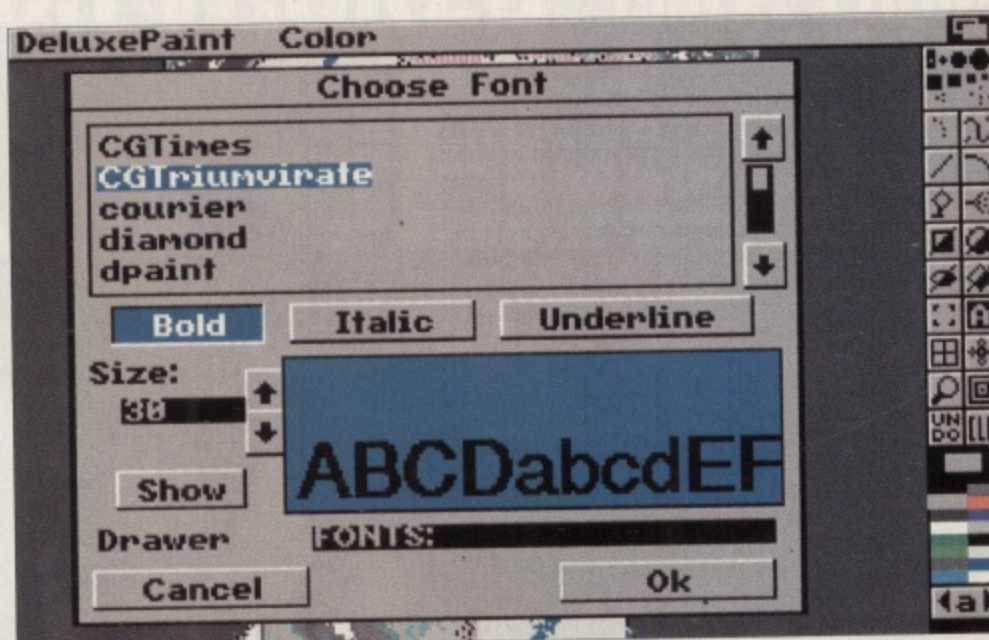 DeluxePaint Color
Choose Font
CGTimes
CGTriumvirate
courier
diamond
dpaint
Bold Italic Underline
Size:
30
ABCDabcdEF
Show
Drawer FONTS:
Cancel Ok
UNDO
a